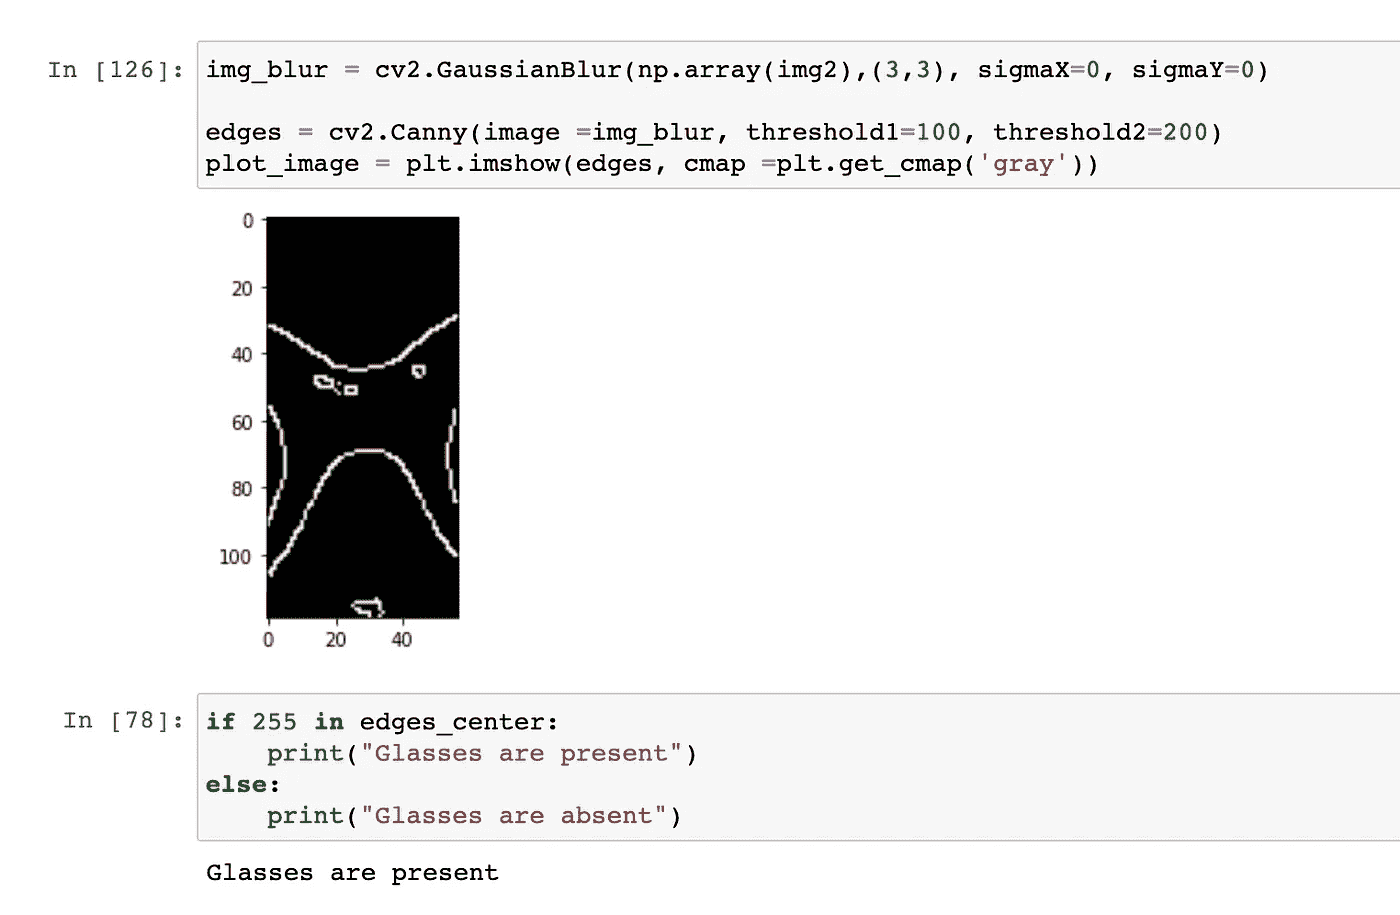 In [126]: img_blur = cv2.GaussianBlur(np.array(img2),(3,3), sigmaX=0, sigmaY=0)
edges = cv2.Canny(image =img_blur, threshold1=100, threshold2=200)
plot_image = plt.imshow(edges, cmap =plt.get_cmap('gray'))
0
20
40
60
80
100
0 20 40
In [78]: if 255 in edges_center:
    print("Glasses are present")
else:
    print("Glasses are absent")
Glasses are present